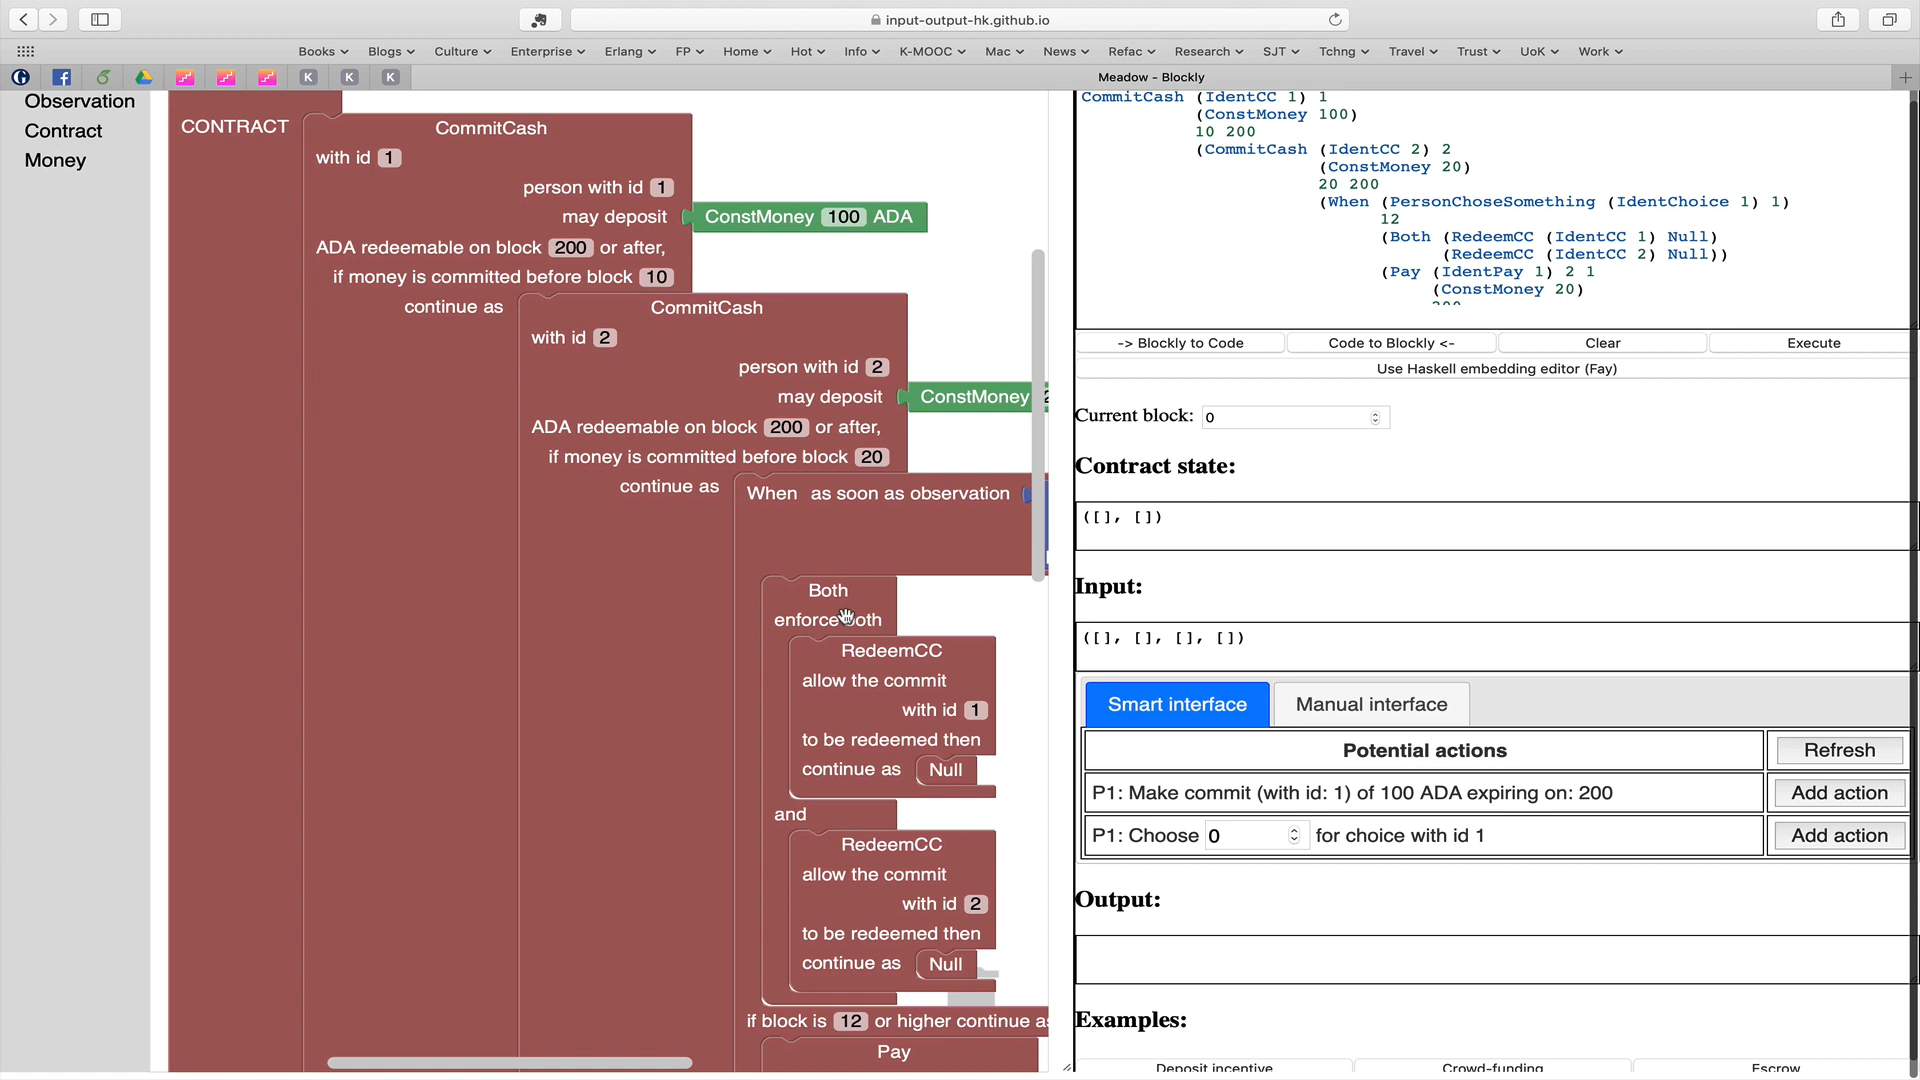 input-output-hk.github.io
Books Blogs Culture Enterprise Erlang FP Home Hot Info K-MOOC Mac News Refac Research SJT Tchng Travel Trust UoK Work
K K K
Meadow - Blockly
Observation
Contract
Money
CONTRACT
CommitCash
with id 1
person with id 1
may deposit
ConstMoney 100 ADA
ADA redeemable on block 200 or after,
if money is committed before block 10
continue as
CommitCash
with id 2
person with id 2
may deposit
ConstMoney
ADA redeemable on block 200 or after,
if money is committed before block 20
continue as
When as soon as observation
Both
enforce both
RedeemCC
allow the commit
with id 1
to be redeemed then
continue as Null
and
RedeemCC
allow the commit
with id 2
to be redeemed then
continue as Null
if block is 12 or higher continue as
Pay
CommitCash (IdentCC 1) 1
(ConstMoney 100)
10 200
(CommitCash (IdentCC 2) 2
(ConstMoney 20)
20 200
(When (PersonChoseSomething (IdentChoice 1) 1)
12
(Both (RedeemCC (IdentCC 1) Null)
(RedeemCC (IdentCC 2) Null))
(Pay (IdentPay 1) 2 1
(ConstMoney 20)
200
-> Blockly to Code
Code to Blockly <-
Clear
Execute
Use Haskell embedding editor (Fay)
Current block: 0
Contract state:
([], [])
Input:
([], [], [], [])
Smart interface
Manual interface
Potential actions
Refresh
P1: Make commit (with id: 1) of 100 ADA expiring on: 200
Add action
P1: Choose 0 for choice with id 1
Add action
Output:
Examples:
Deposit incentive
Crowd-funding
Escrow